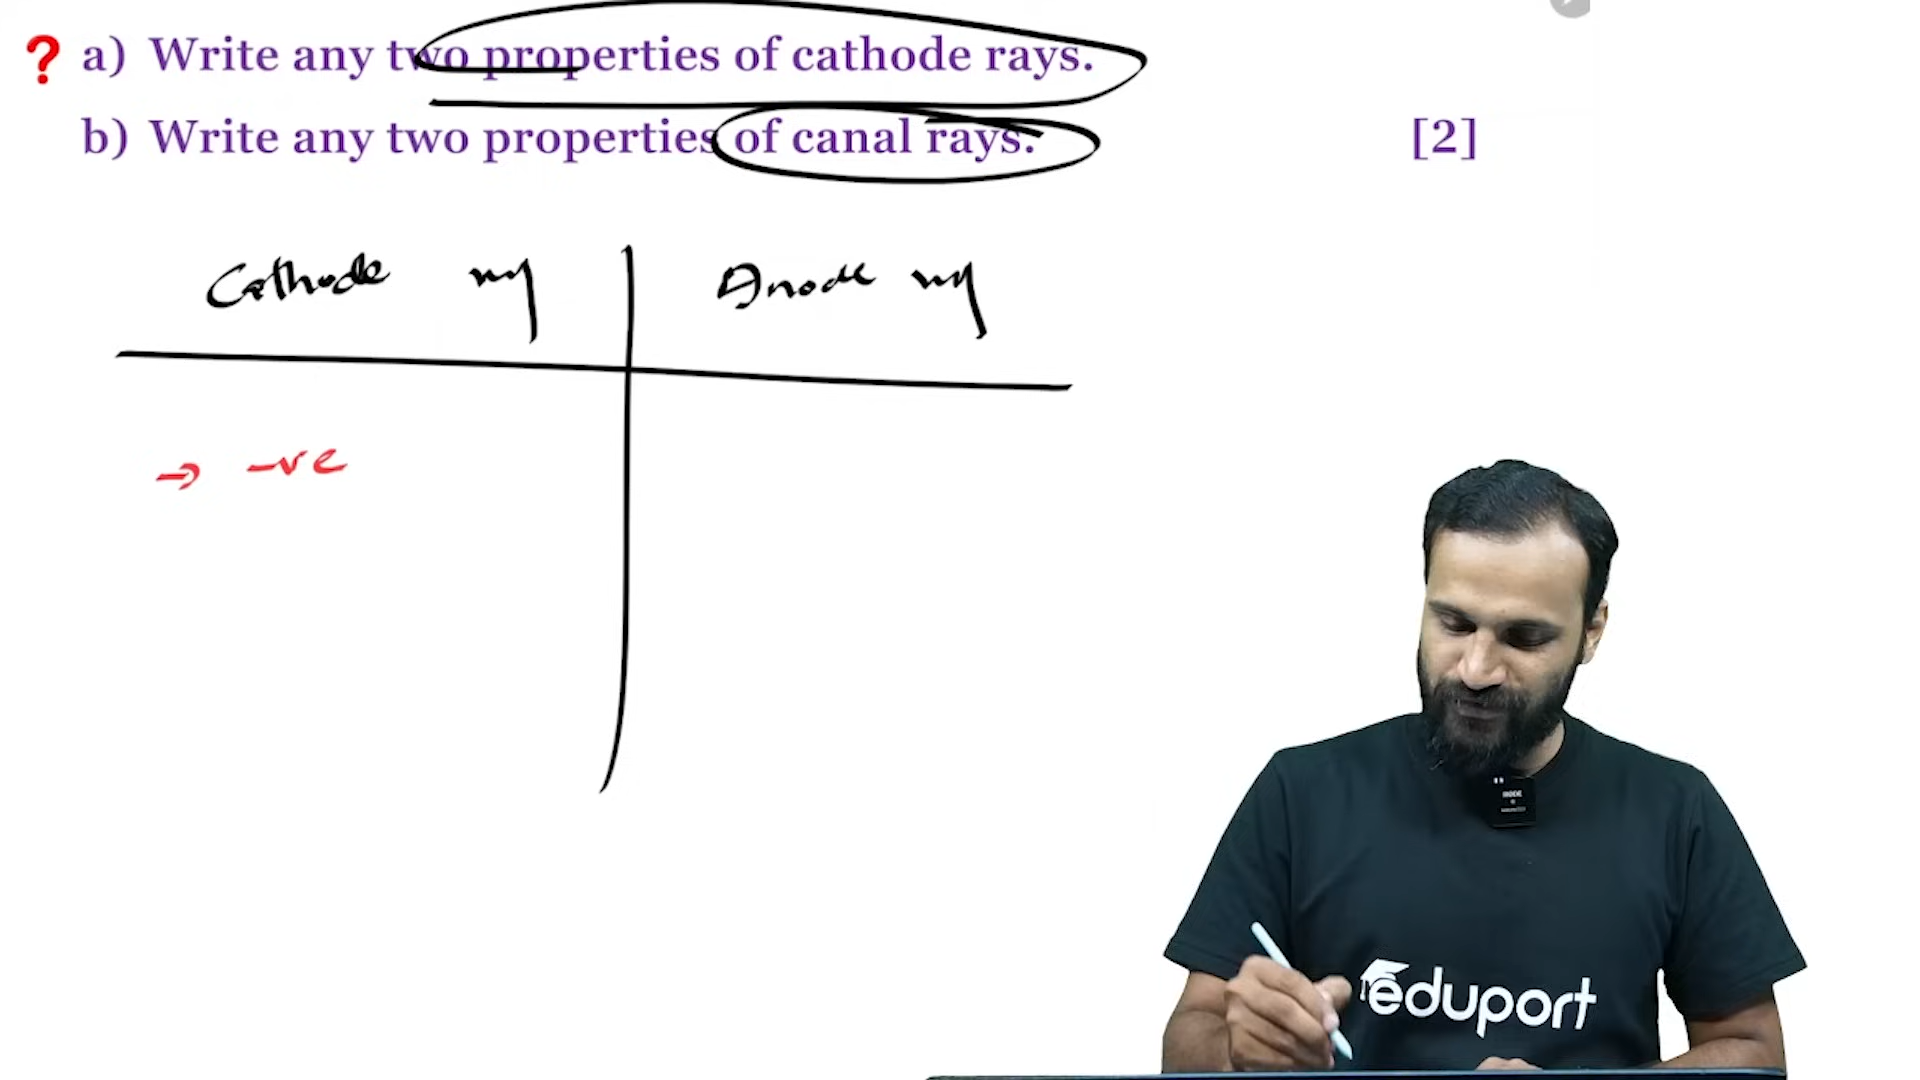 ? a) Write any two properties of cathode rays.
b) Write any two properties of canal rays. [2]
Cathode ray | Anode ray
→ -ve
eduport